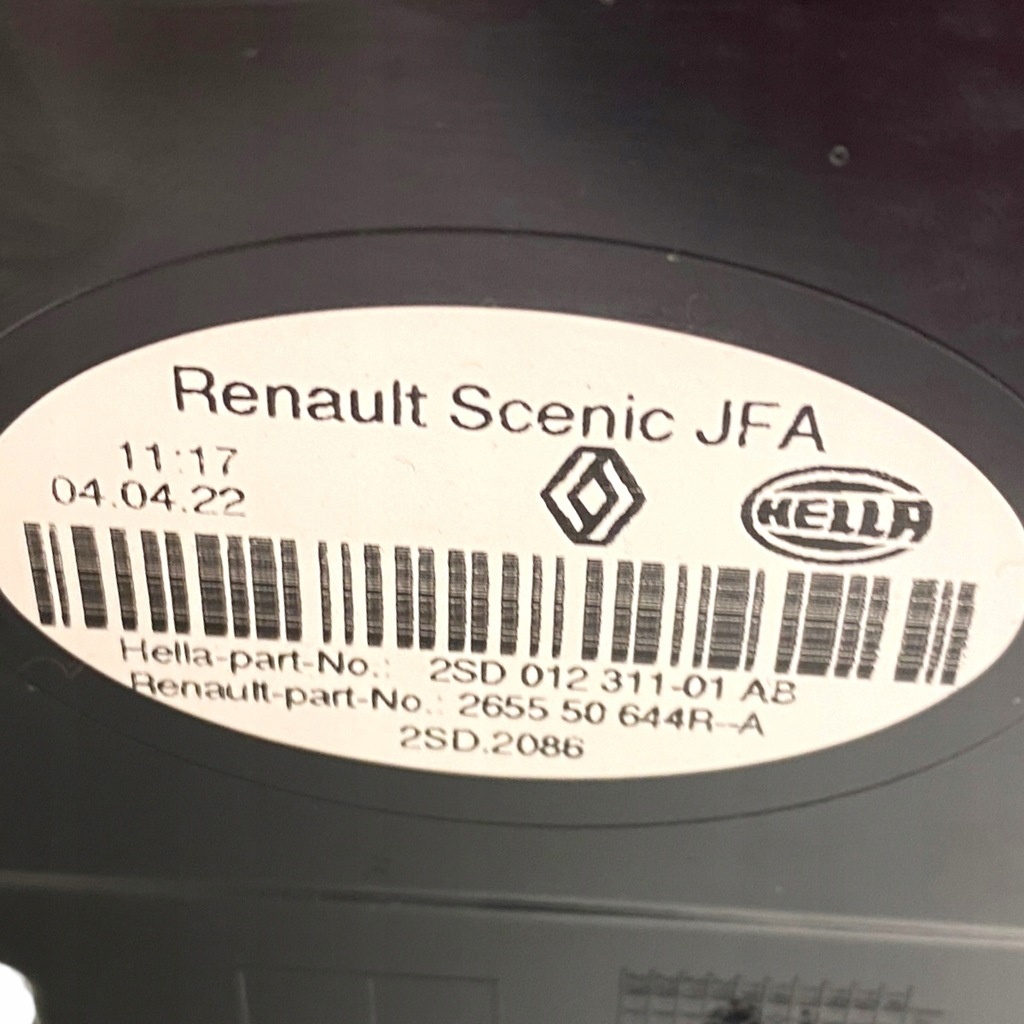 Renault Scenic JFA
11:17
04.04.22
HELLA
Hella-part-No.: 2SD 012 311-01 AB
Renault-part-No.: 2655 50 644R--A
2SD.2086